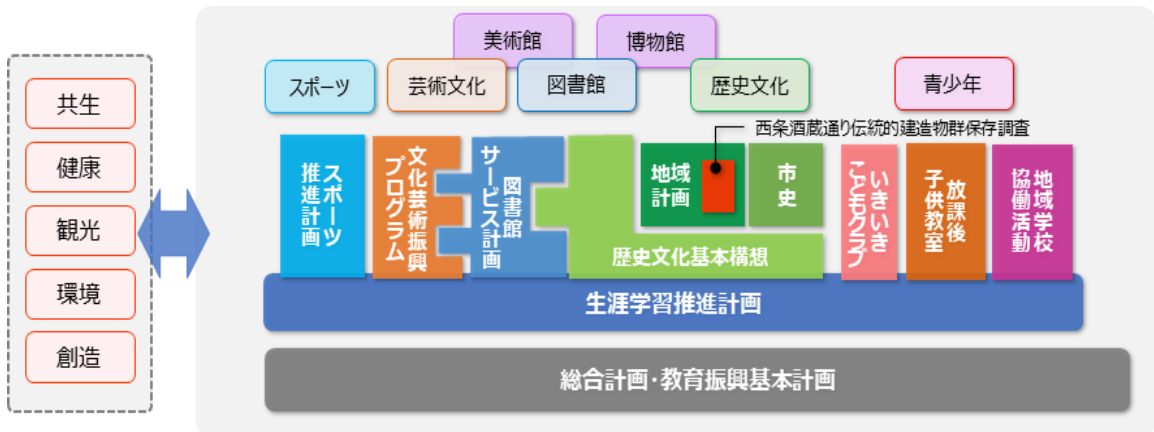 共生
健康
観光
環境
創造
美術館
博物館
スポーツ
芸術文化
図書館
歴史文化
青少年
西条酒蔵通り伝統的建造物群保存調査
スポーツ
推進計画
文化芸術振興
プログラム
図書館
サービス計画
地域
計画
市史
歴史文化基本構想
いきいき
こどもクラブ
放課後
子供教室
地域学校
協働活動
生涯学習推進計画
総合計画・教育振興基本計画